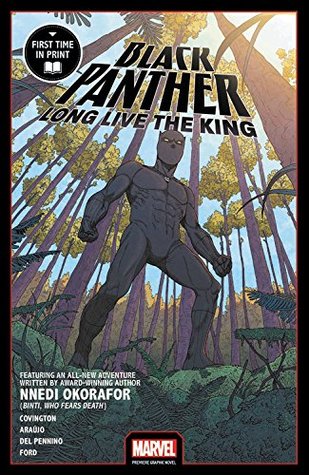 FIRST TIME
IN PRINT
BLACK
PANTHER
LONG LIVE THE KING
FEATURING AN ALL-NEW ADVENTURE
WRITTEN BY AWARD-WINNING AUTHOR
NNEDI OKORAFOR
(BINTI, WHO FEARS DEATH)
COVINGTON
ARAÚJO
DEL PENNINO
FORD
MARVEL
PREMIERE GRAPHIC NOVEL